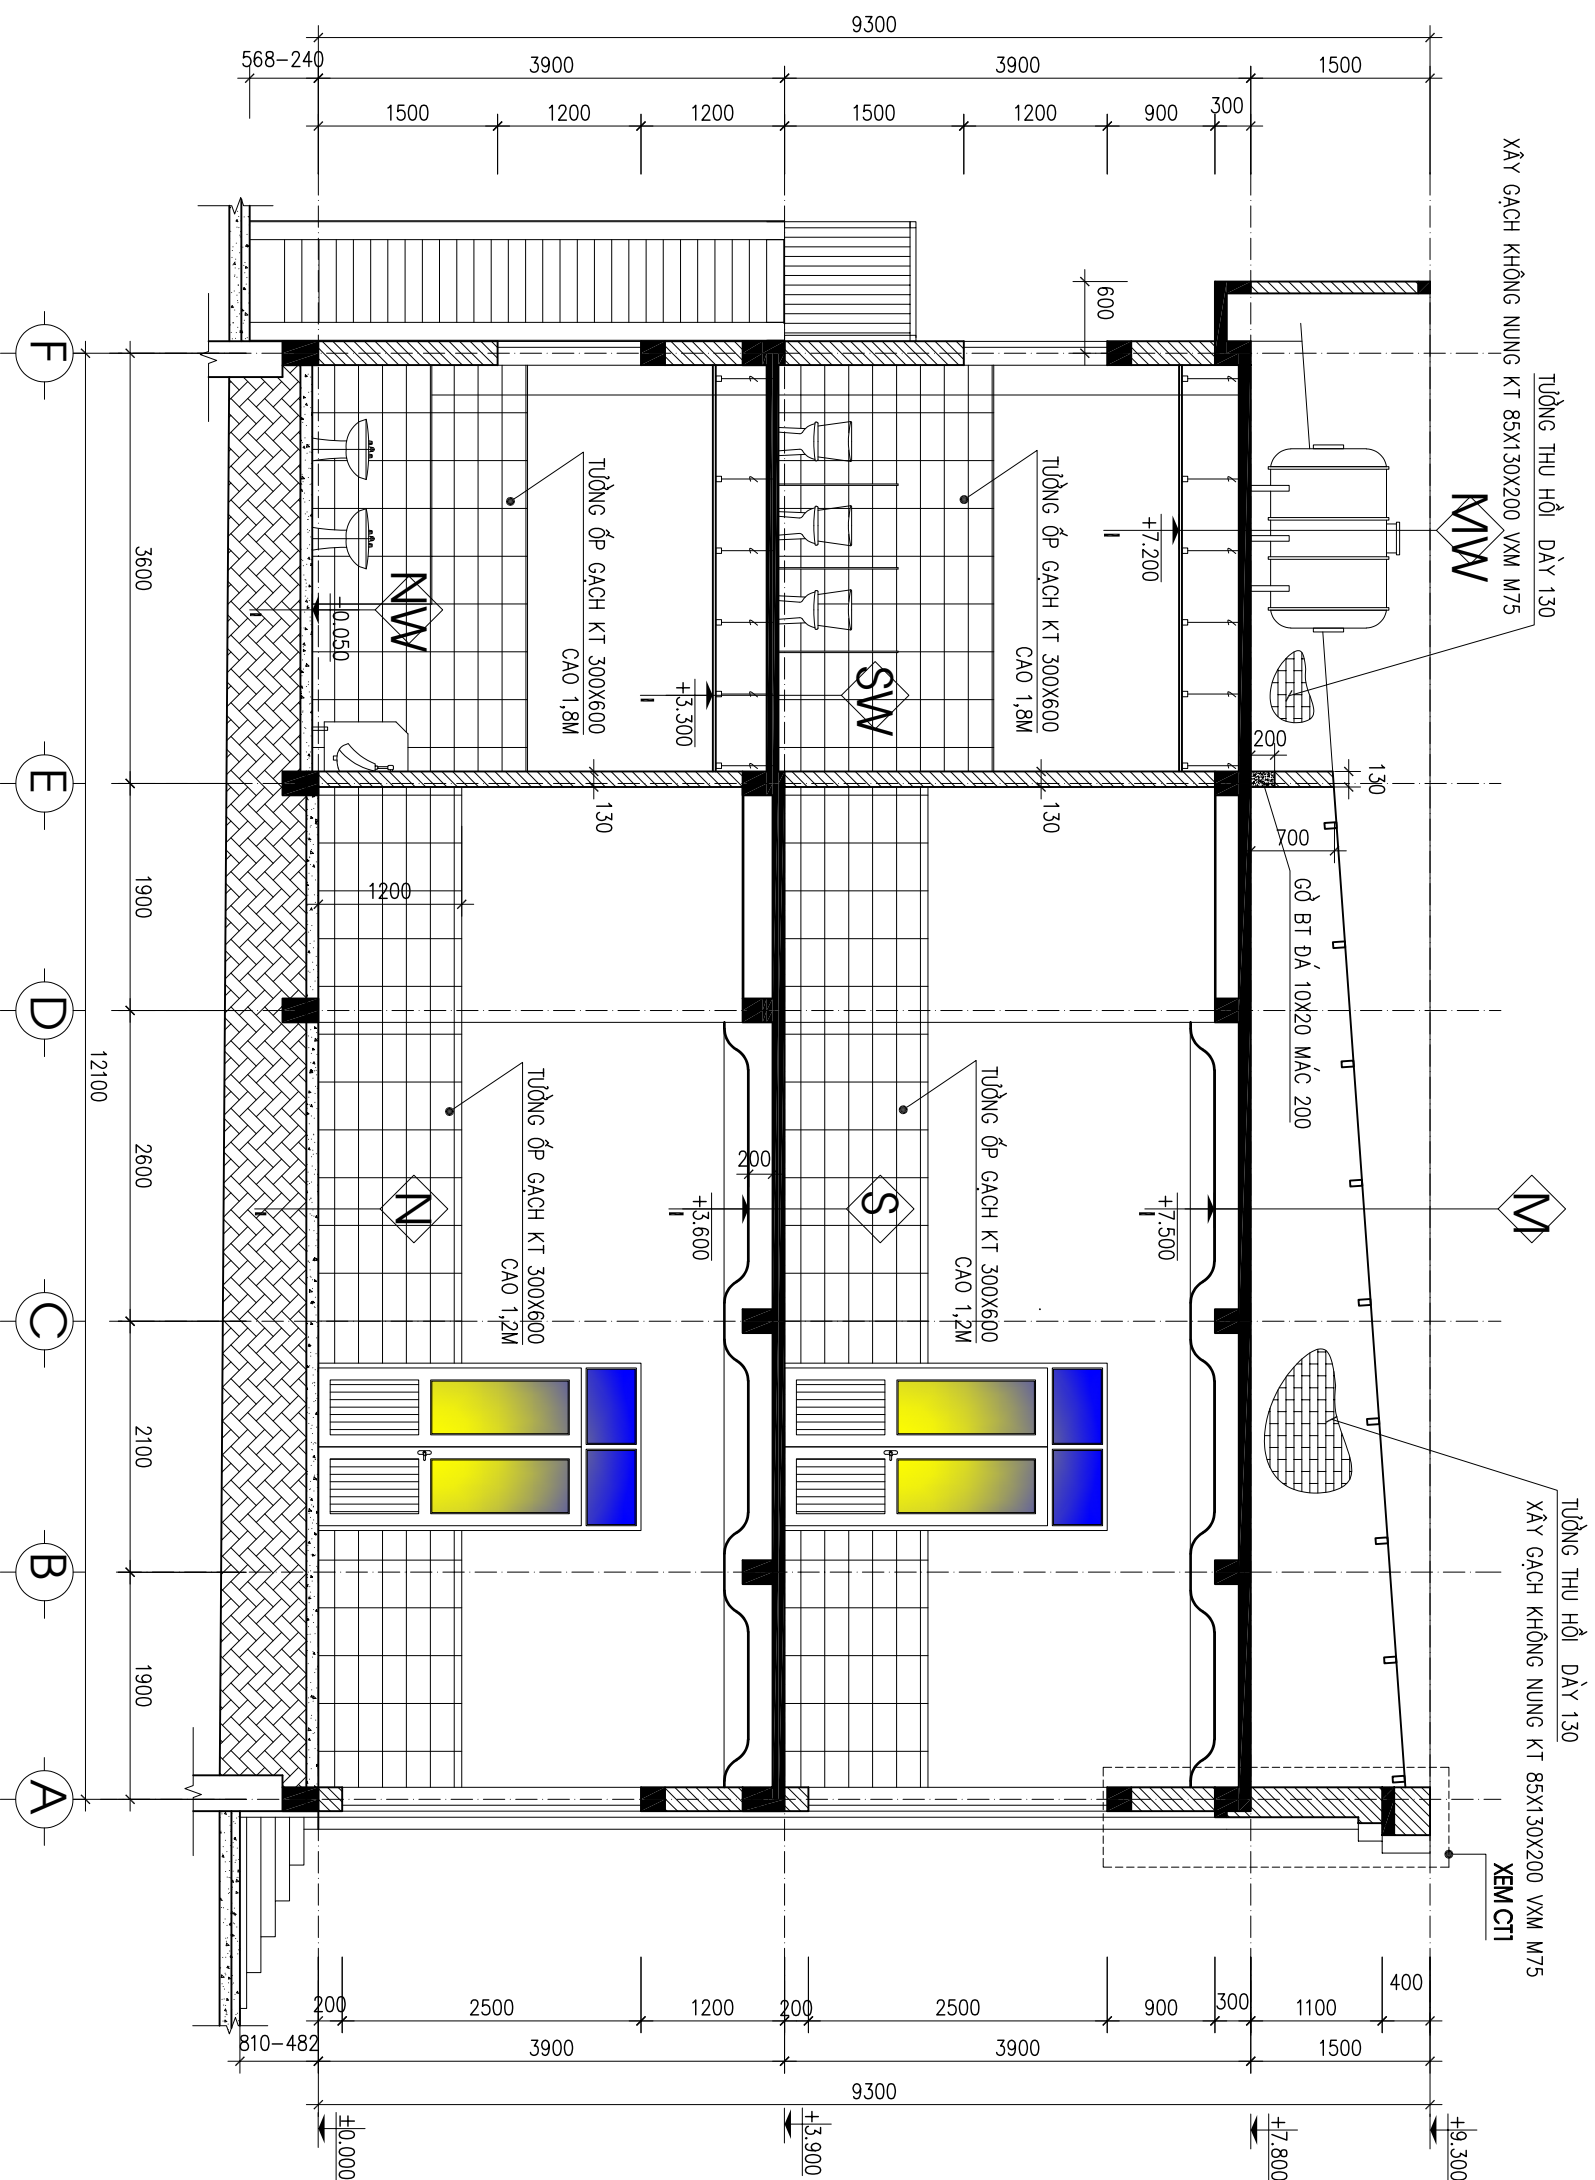 9300
568-240
3900
3900
1500
1500
1200
1200
1500
1200
900
300
TƯỜNG THU HỒI DÀY 130
XÂY GẠCH KHÔNG NUNG KT 85X130X200 VXM M75
MW
600
+7.200
TƯỜNG ỐP GẠCH KT 300X600
CAO 1,8M
SW
+3.300
TƯỜNG ỐP GẠCH KT 300X600
CAO 1,8M
NW
-0.050
200
130
700
130
130
GỜ BT ĐÁ 10X20 MÁC 200
1200
M
+7.500
TƯỜNG ỐP GẠCH KT 300X600
CAO 1,2M
S
200
+3.600
TƯỜNG ỐP GẠCH KT 300X600
CAO 1,2M
N
TƯỜNG THU HỒI DÀY 130
XÂY GẠCH KHÔNG NUNG KT 85X130X200 VXM M75
XEM CT1
3600
1900
2600
2100
1900
12100
F
E
D
C
B
A
200
2500
1200
200
2500
900
300
1100
400
810-482
3900
3900
1500
9300
±0.000
+3.900
+7.800
+9.300